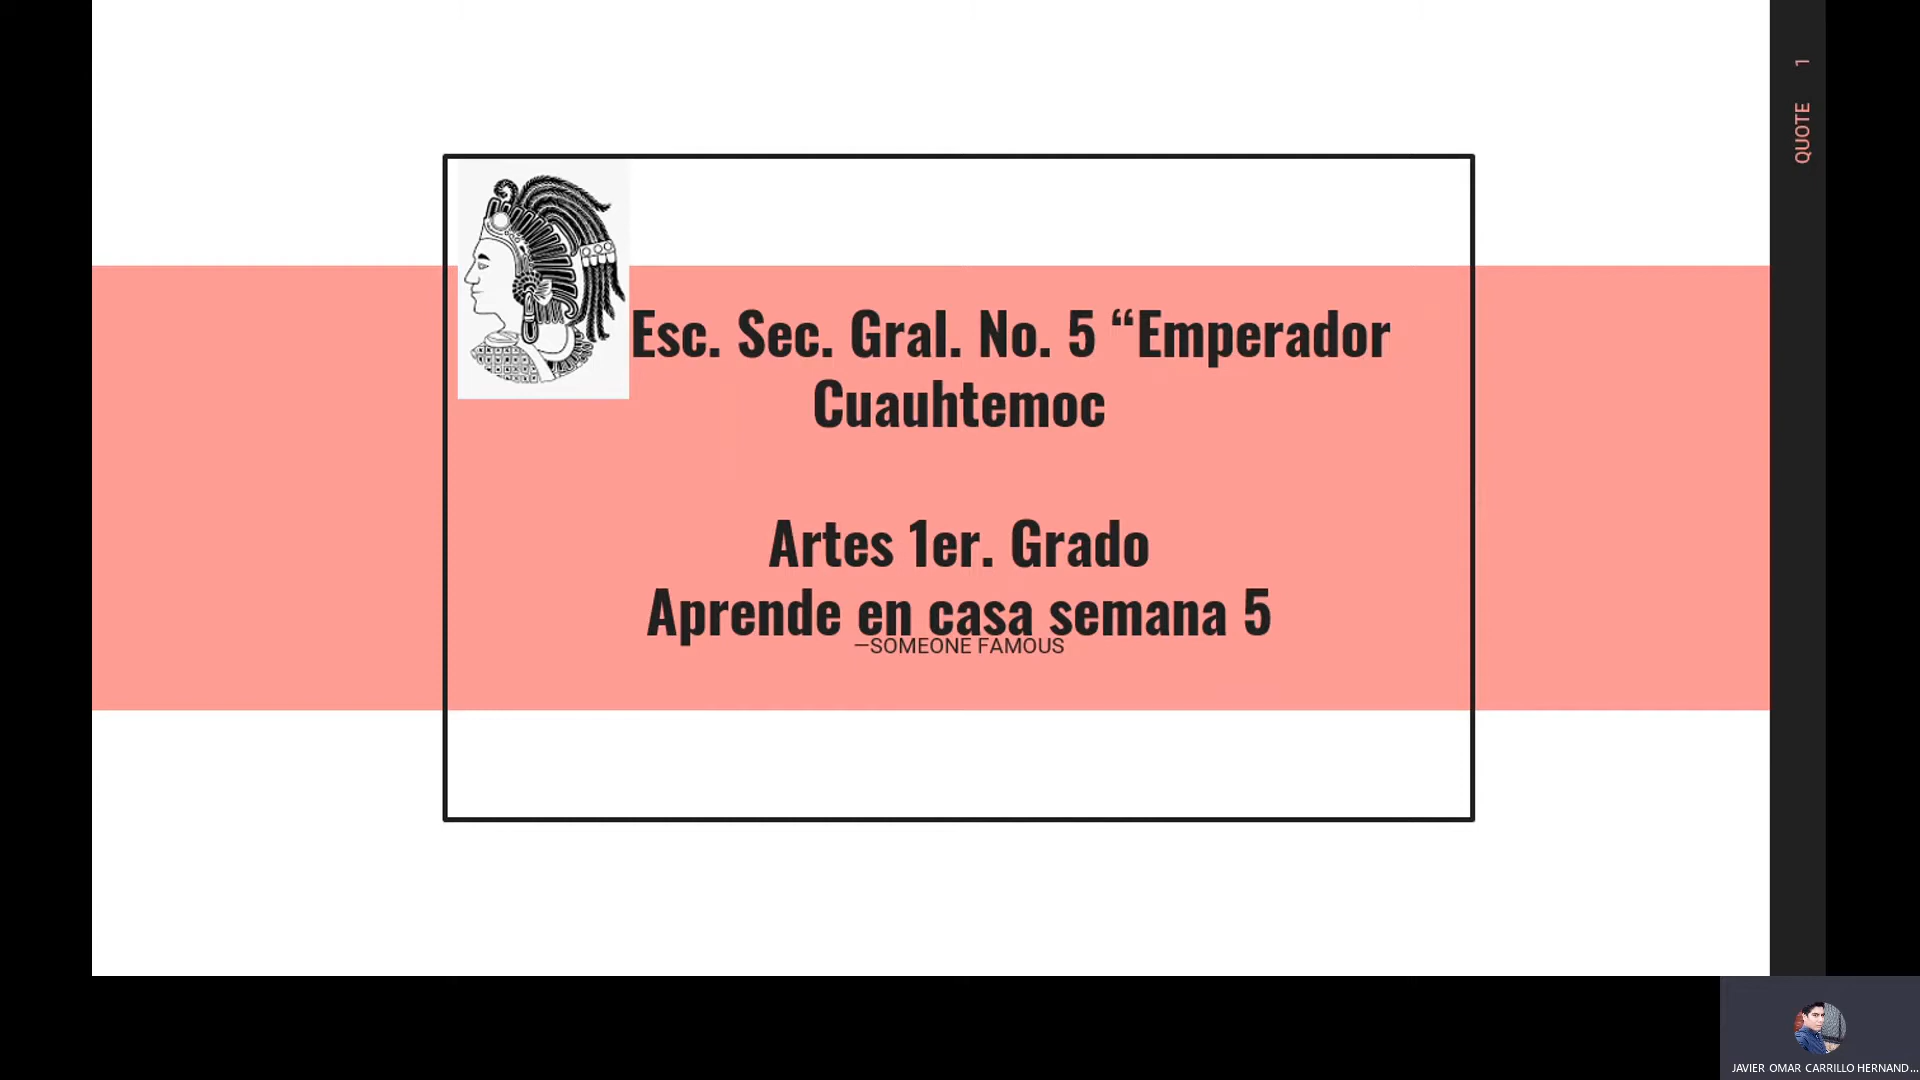 Esc. Sec. Gral. No. 5 “Emperador
Cuauhtemoc
Artes 1er. Grado
Aprende en casa semana 5
—SOMEONE FAMOUS
QUOTE 1
JAVIER OMAR CARRILLO HERNAND...